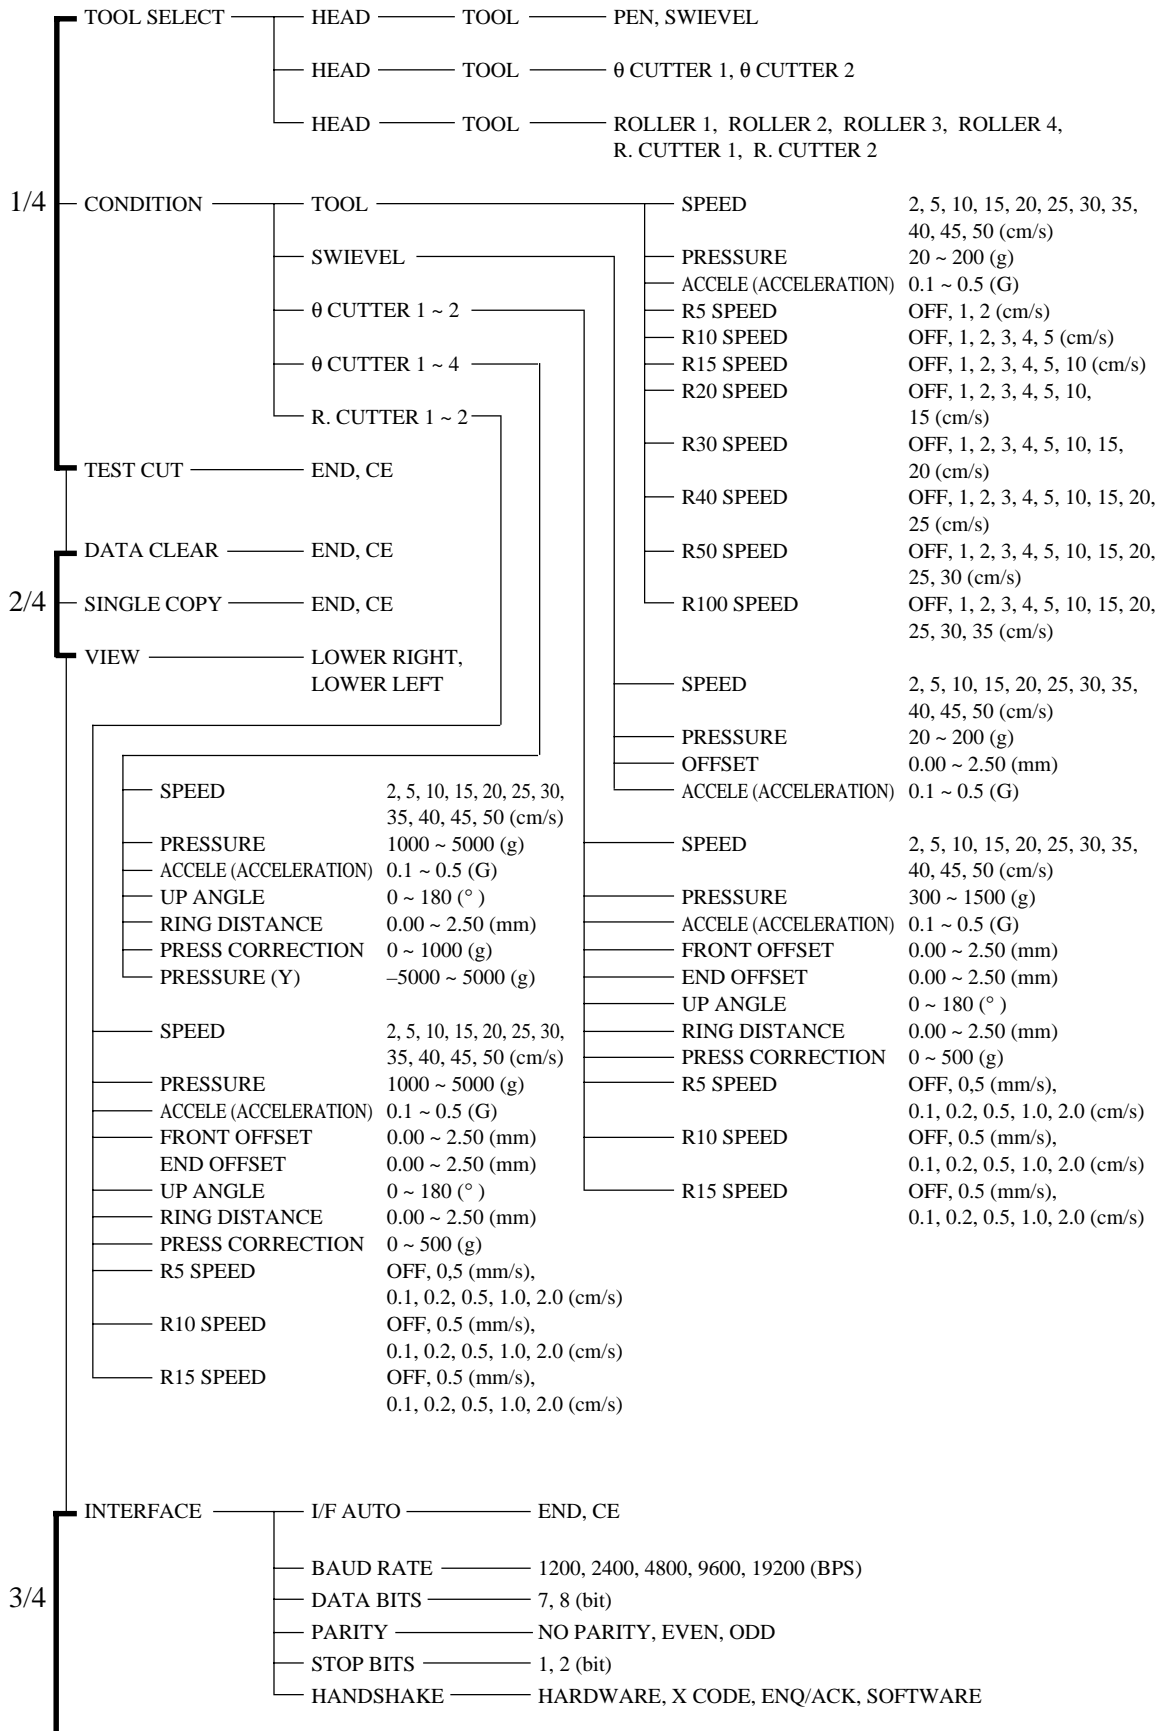 TOOL SELECT HEAD TOOL PEN, SWIEVEL
HEAD TOOL θ CUTTER 1, θ CUTTER 2
HEAD TOOL ROLLER 1, ROLLER 2, ROLLER 3, ROLLER 4,
R. CUTTER 1, R. CUTTER 2
1/4
CONDITION
TOOL
SPEED 2, 5, 10, 15, 20, 25, 30, 35,
40, 45, 50 (cm/s)
PRESSURE 20 ~ 200 (g)
ACCELE (ACCELERATION) 0.1 ~ 0.5 (G)
R5 SPEED OFF, 1, 2 (cm/s)
R10 SPEED OFF, 1, 2, 3, 4, 5 (cm/s)
R15 SPEED OFF, 1, 2, 3, 4, 5, 10 (cm/s)
R20 SPEED OFF, 1, 2, 3, 4, 5, 10,
15 (cm/s)
R30 SPEED OFF, 1, 2, 3, 4, 5, 10, 15,
20 (cm/s)
R40 SPEED OFF, 1, 2, 3, 4, 5, 10, 15, 20,
25 (cm/s)
R50 SPEED OFF, 1, 2, 3, 4, 5, 10, 15, 20,
25, 30 (cm/s)
R100 SPEED OFF, 1, 2, 3, 4, 5, 10, 15, 20,
25, 30, 35 (cm/s)
SWIEVEL
SPEED 2, 5, 10, 15, 20, 25, 30, 35,
40, 45, 50 (cm/s)
PRESSURE 20 ~ 200 (g)
OFFSET 0.00 ~ 2.50 (mm)
ACCELE (ACCELERATION) 0.1 ~ 0.5 (G)
θ CUTTER 1 ~ 2
SPEED 2, 5, 10, 15, 20, 25, 30, 35,
40, 45, 50 (cm/s)
PRESSURE 300 ~ 1500 (g)
ACCELE (ACCELERATION) 0.1 ~ 0.5 (G)
FRONT OFFSET 0.00 ~ 2.50 (mm)
END OFFSET 0.00 ~ 2.50 (mm)
UP ANGLE 0 ~ 180 (° )
RING DISTANCE 0.00 ~ 2.50 (mm)
PRESS CORRECTION 0 ~ 500 (g)
R5 SPEED OFF, 0,5 (mm/s),
0.1, 0.2, 0.5, 1.0, 2.0 (cm/s)
R10 SPEED OFF, 0.5 (mm/s),
0.1, 0.2, 0.5, 1.0, 2.0 (cm/s)
R15 SPEED OFF, 0.5 (mm/s),
0.1, 0.2, 0.5, 1.0, 2.0 (cm/s)
θ CUTTER 1 ~ 4
SPEED 2, 5, 10, 15, 20, 25, 30,
35, 40, 45, 50 (cm/s)
PRESSURE 1000 ~ 5000 (g)
ACCELE (ACCELERATION) 0.1 ~ 0.5 (G)
UP ANGLE 0 ~ 180 (° )
RING DISTANCE 0.00 ~ 2.50 (mm)
PRESS CORRECTION 0 ~ 1000 (g)
PRESSURE (Y) –5000 ~ 5000 (g)
R. CUTTER 1 ~ 2
SPEED 2, 5, 10, 15, 20, 25, 30,
35, 40, 45, 50 (cm/s)
PRESSURE 1000 ~ 5000 (g)
ACCELE (ACCELERATION) 0.1 ~ 0.5 (G)
FRONT OFFSET 0.00 ~ 2.50 (mm)
END OFFSET 0.00 ~ 2.50 (mm)
UP ANGLE 0 ~ 180 (° )
RING DISTANCE 0.00 ~ 2.50 (mm)
PRESS CORRECTION 0 ~ 500 (g)
R5 SPEED OFF, 0,5 (mm/s),
0.1, 0.2, 0.5, 1.0, 2.0 (cm/s)
R10 SPEED OFF, 0.5 (mm/s),
0.1, 0.2, 0.5, 1.0, 2.0 (cm/s)
R15 SPEED OFF, 0.5 (mm/s),
0.1, 0.2, 0.5, 1.0, 2.0 (cm/s)
TEST CUT END, CE
DATA CLEAR END, CE
2/4
SINGLE COPY END, CE
VIEW LOWER RIGHT,
LOWER LEFT
INTERFACE I/F AUTO END, CE
BAUD RATE 1200, 2400, 4800, 9600, 19200 (BPS)
3/4
DATA BITS 7, 8 (bit)
PARITY NO PARITY, EVEN, ODD
STOP BITS 1, 2 (bit)
HANDSHAKE HARDWARE, X CODE, ENQ/ACK, SOFTWARE